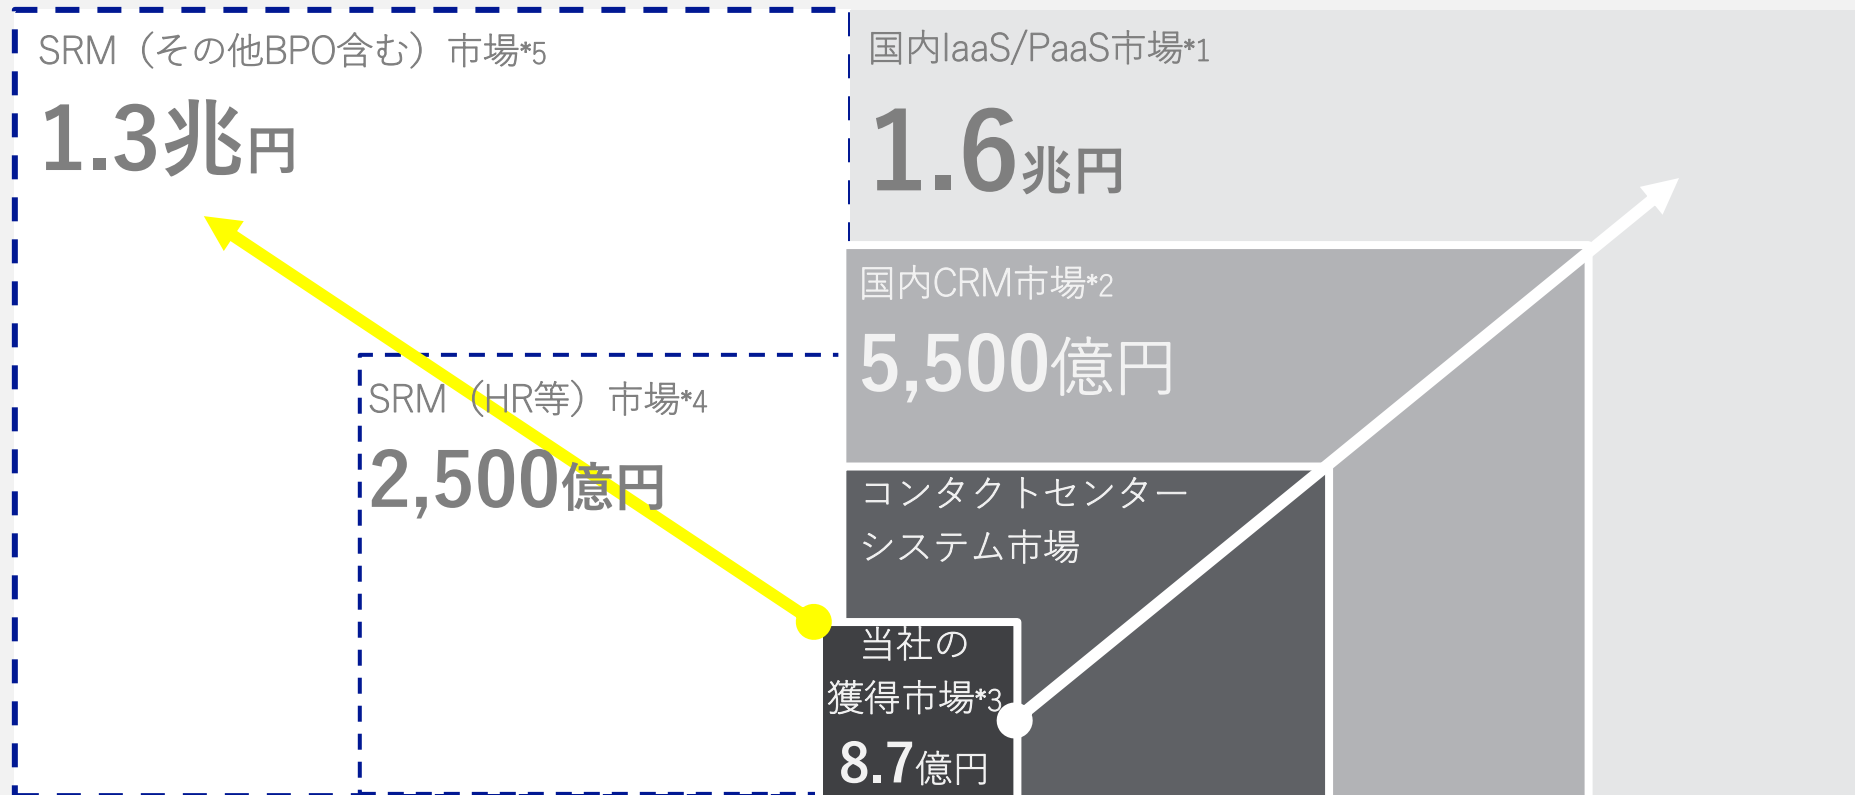 SRM（その他BPO含む）市場*5
1.3兆円
SRM（HR等）市場*4
2,500億円
国内IaaS/PaaS市場*1
1.6兆円
国内CRM市場*2
5,500億円
コンタクトセンター
システム市場
当社の
獲得市場*3
8.7億円